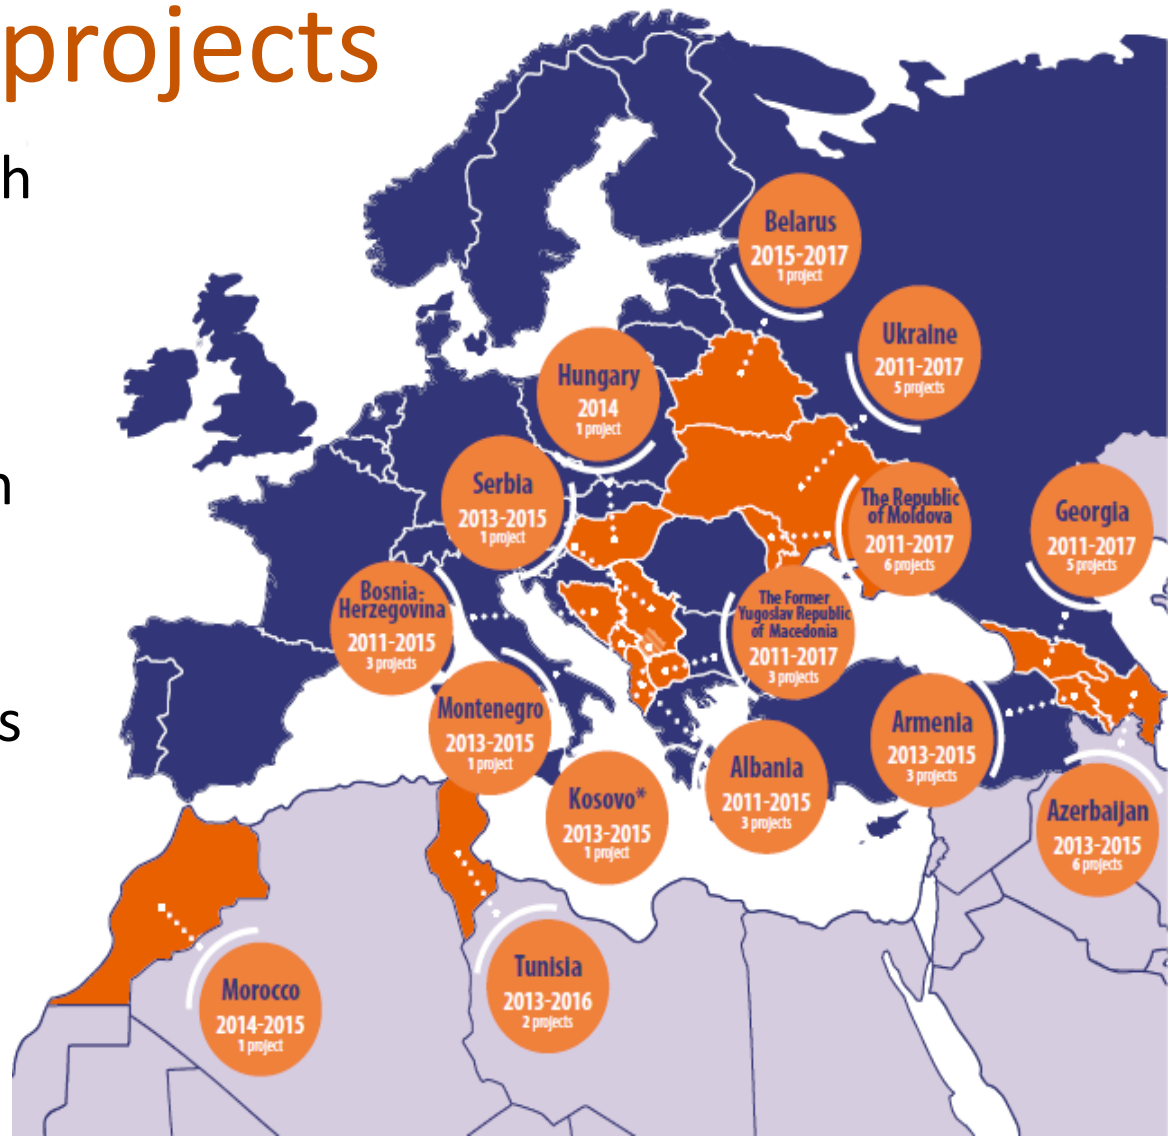 projects
h
n
s
Belarus
2015-2017
1 project
Ukraine
2011-2017
5 projects
Hungary
2014
1 project
Serbia
2013-2015
1 project
The Republic
of Moldova
2011-2017
6 projects
Georgia
2011-2017
5 projects
Bosnia-
Herzegovina
2011-2015
3 projects
The Former
Yugoslav Republic
of Macedonia
2011-2017
3 projects
Montenegro
2013-2015
1 project
Armenia
2013-2015
3 projects
Kosovo*
2013-2015
1 project
Albania
2011-2015
3 projects
Azerbaijan
2013-2015
6 projects
Morocco
2014-2015
1 project
Tunisia
2013-2016
2 projects